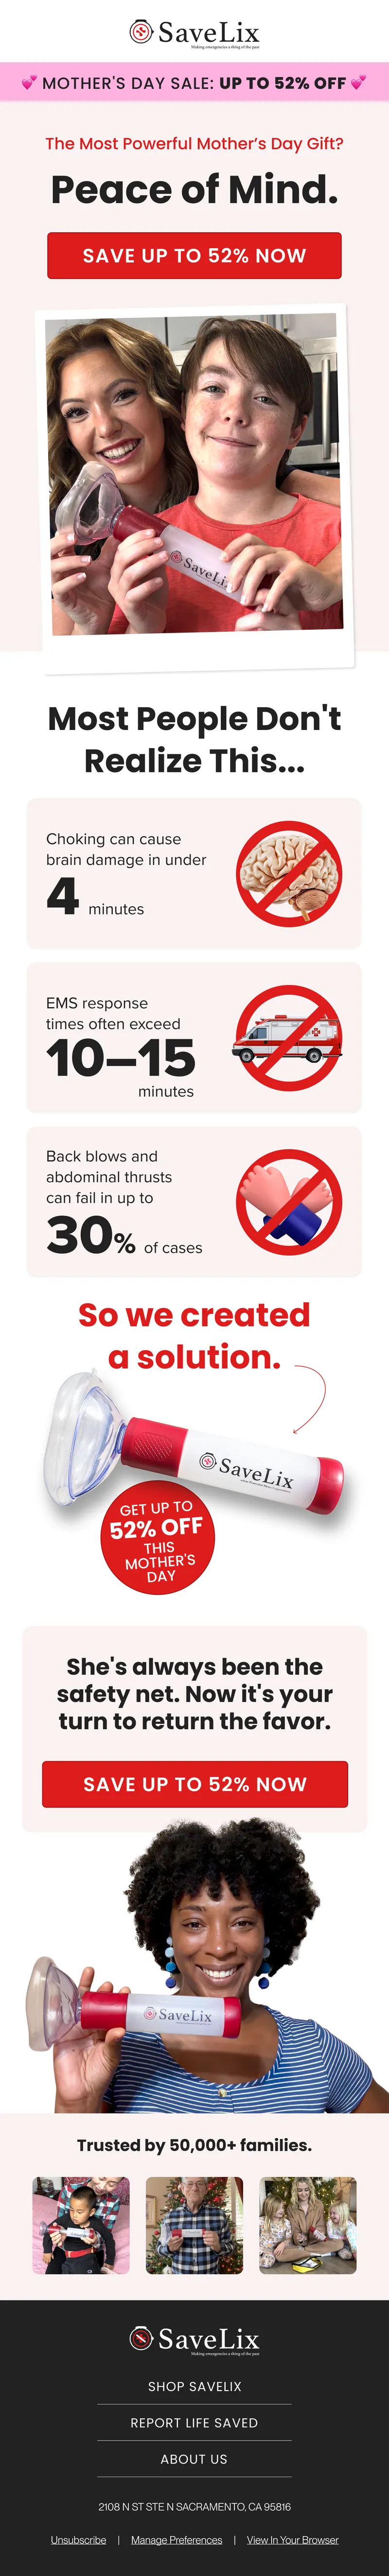 SaveLix
Making emergencies a thing of the past
💕 MOTHER'S DAY SALE: UP TO 52% OFF 💕
The Most Powerful Mother's Day Gift?
Peace of Mind.
SAVE UP TO 52% NOW
SaveLi
Most People Don't
Realize This...
Choking can cause
brain damage in under
4 minutes
EMS response
times often exceed
10–15
minutes
Back blows and
abdominal thrusts
can fail in up to
30% of cases
So we created
a solution.
SaveLix
GET UP TO
52% OFF
THIS
MOTHER'S
DAY
She's always been the
safety net. Now it's your
turn to return the favor.
SAVE UP TO 52% NOW
SaveLix
Trusted by 50,000+ families.
SaveLix
Making emergencies a thing of the past
SHOP SAVELIX
REPORT LIFE SAVED
ABOUT US
2108 N ST STE N SACRAMENTO, CA 95816
Unsubscribe | Manage Preferences | View In Your Browser